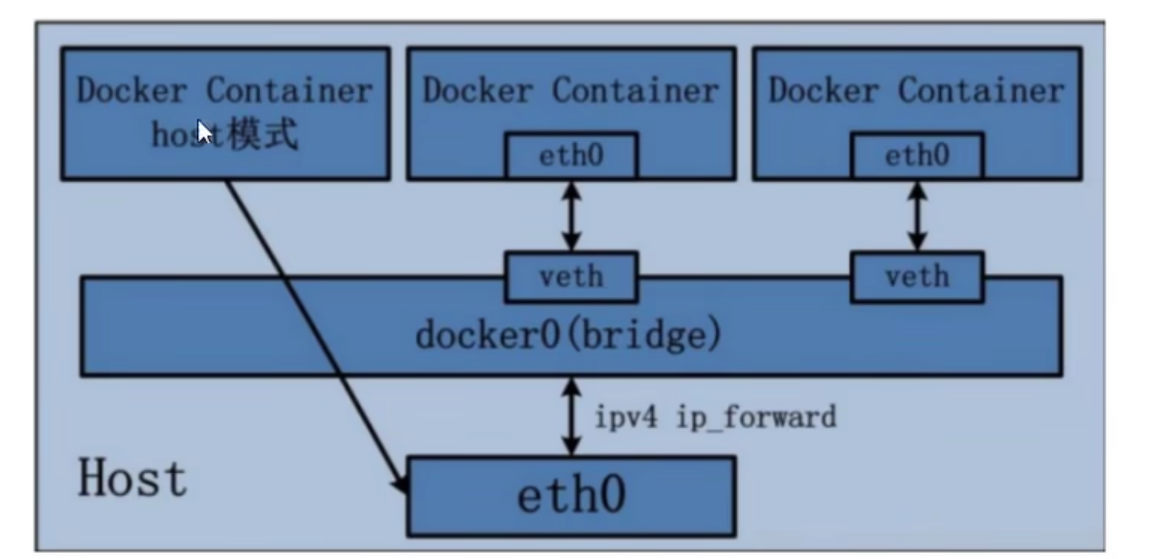 Docker Container
host模式
Docker Container
eth0
Docker Container
eth0
veth
veth
docker0(bridge)
ipv4 ip_forward
Host
eth0